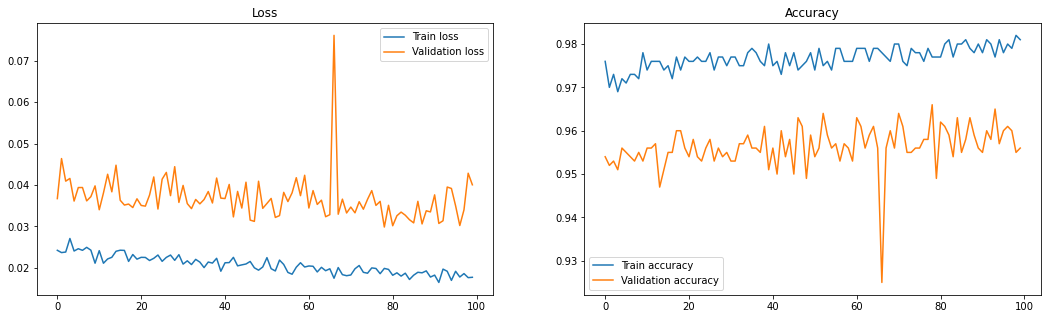 Loss
Train loss
Validation loss
0.07
0.06
0.05
0.04
0.03
0.02
0 20 40 60 80 100
Accuracy
0.98
0.97
0.96
0.95
0.94
0.93
Train accuracy
Validation accuracy
0 20 40 60 80 100